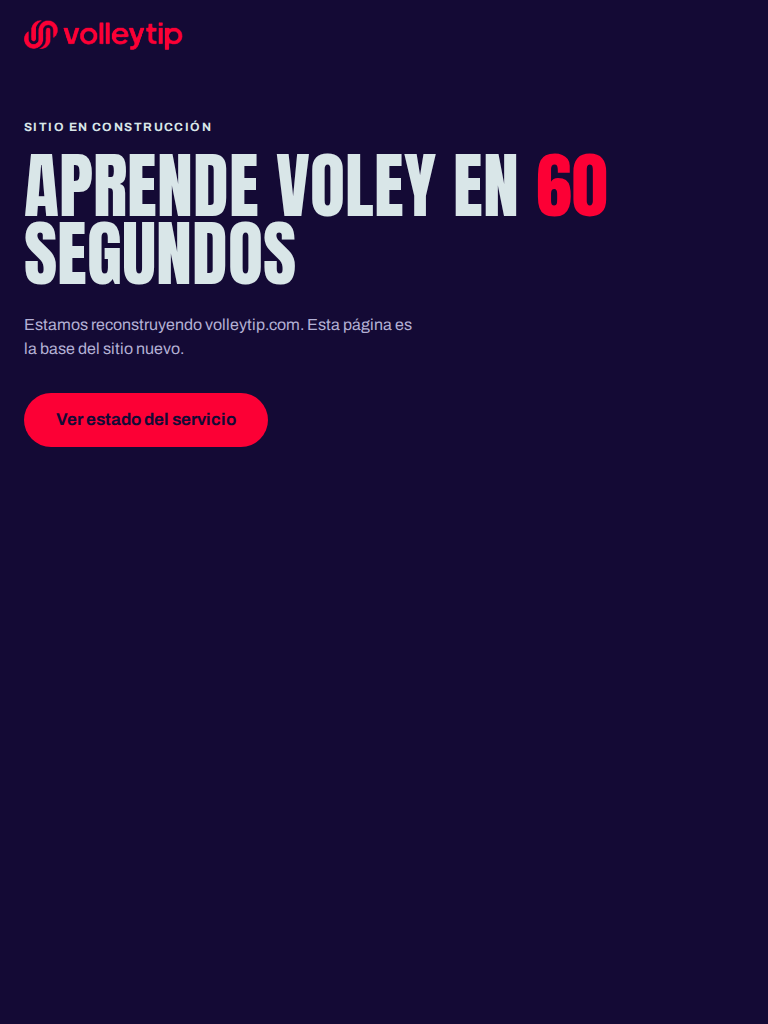 volleytip
SITIO EN CONSTRUCCIÓN
APRENDE VOLEY EN 60
SEGUNDOS
Estamos reconstruyendo volleytip.com. Esta página es
la base del sitio nuevo.
Ver estado del servicio